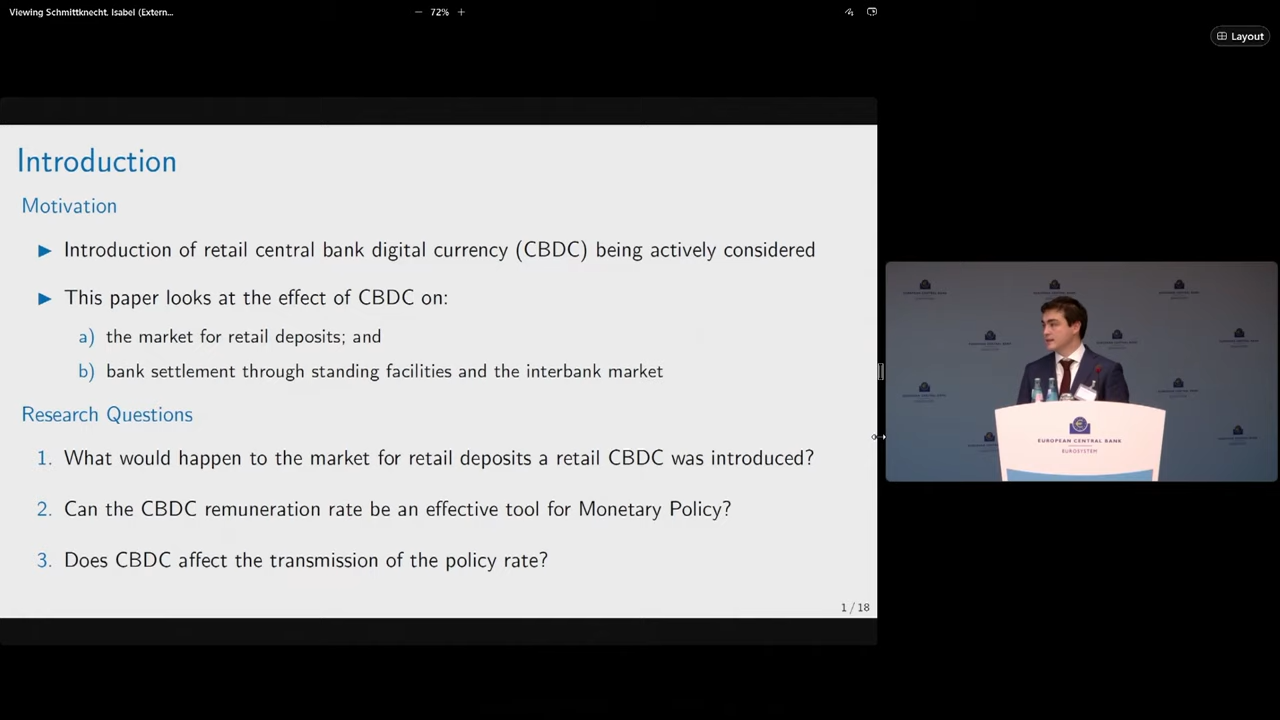 Viewing Schmittknecht, Isabel (Extern...
− 72% +
Layout
Introduction
Motivation
Introduction of retail central bank digital currency (CBDC) being actively considered
This paper looks at the effect of CBDC on:
a) the market for retail deposits; and
b) bank settlement through standing facilities and the interbank market
Research Questions
1. What would happen to the market for retail deposits a retail CBDC was introduced?
2. Can the CBDC remuneration rate be an effective tool for Monetary Policy?
3. Does CBDC affect the transmission of the policy rate?
1 / 18
EUROPEAN CENTRAL BANK
EUROSYSTEM